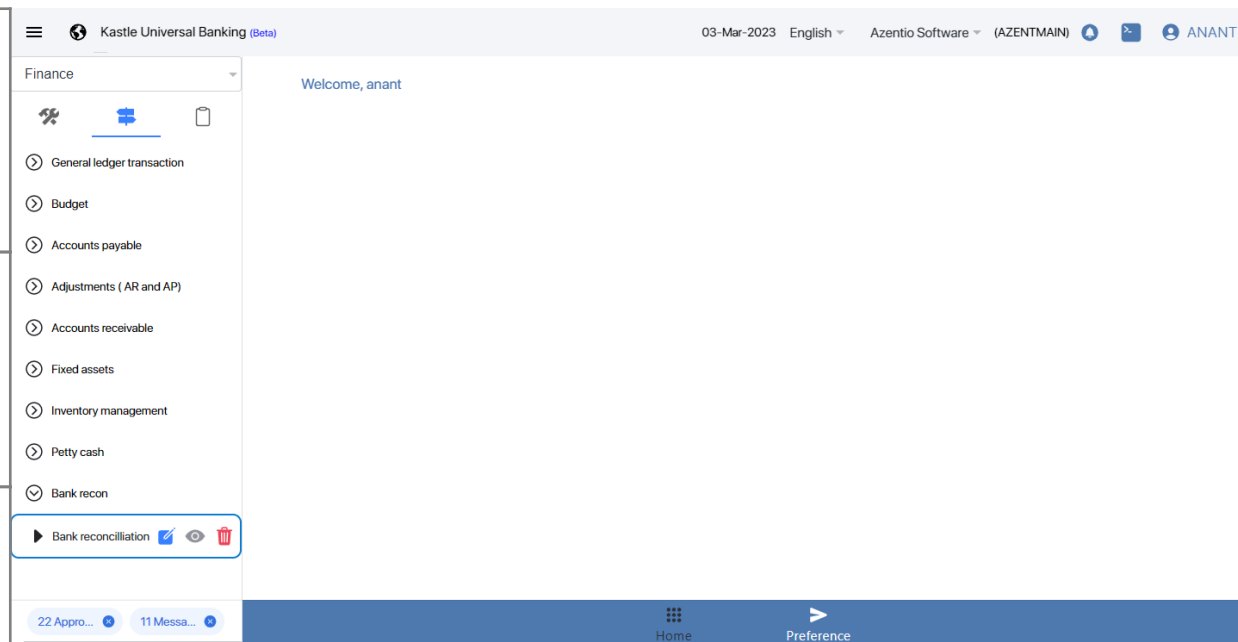 Kastle Universal Banking (Beta)
03-Mar-2023 English Azentio Software (AZENTMAIN) ANANT
Finance
Welcome, anant
General ledger transaction
Budget
Accounts payable
Adjustments ( AR and AP)
Accounts receivable
Fixed assets
Inventory management
Petty cash
Bank recon
Bank reconcilliation
22 Appro... 11 Messa...
Home Preference